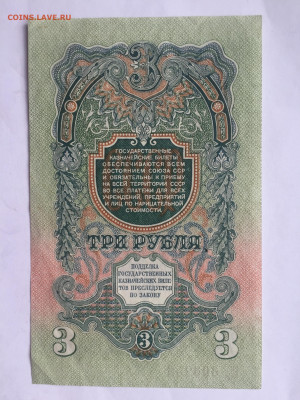 COINS.LAVE.RU
3
ГОСУДАРСТВЕННЫЕ
КАЗНАЧЕЙСКИЕ БИЛЕТЫ
ОБЕСПЕЧИВАЮТСЯ ВСЕМ
ДОСТОЯНИЕМ СОЮЗА ССР
И ОБЯЗАТЕЛЬНЫ К ПРИЕМУ
НА ВСЕЙ ТЕРРИТОРИИ СССР
ВО ВСЕ ПЛАТЕЖИ ДЛЯ ВСЕХ
УЧРЕЖДЕНИЙ, ПРЕДПРИЯТИЙ
И ЛИЦ ПО НАРИЦАТЕЛЬНОЙ
СТОИМОСТИ.
ТРИ РУБЛЯ
ПОДДЕЛКА
ГОСУДАРСТВЕННЫХ
КАЗНАЧЕЙСКИХ БИЛЕ
ТОВ ПРЕСЛЕДУЕТСЯ
ПО ЗАКОНУ
3 3 3